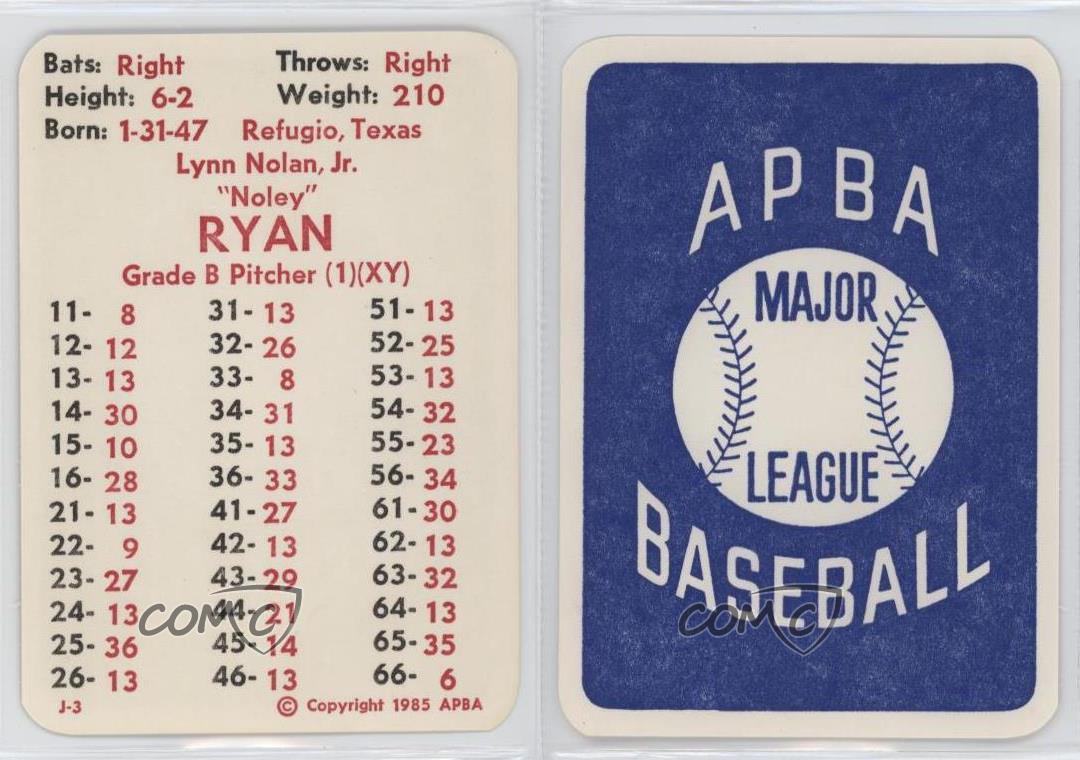 Bats: Right Throws: Right
Height: 6-2 Weight: 210
Born: 1-31-47 Refugio, Texas
Lynn Nolan, Jr.
"Noley"
RYAN
Grade B Pitcher (1)(XY)
11- 8 31- 13 51- 13
12- 12 32- 26 52- 25
13- 13 33- 8 53- 13
14- 30 34- 31 54- 32
15- 10 35- 13 55- 23
16- 28 36- 33 56- 34
21- 13 41- 27 61- 30
22- 9 42- 13 62- 13
23- 27 43- 29 63- 32
24- 13 44- 21 64- 13
25- 36 45- 14 65- 35
26- 13 46- 13 66- 6
J-3 © Copyright 1985 APBA
COMC
APBA
MAJOR
LEAGUE
BASEBALL
COMC